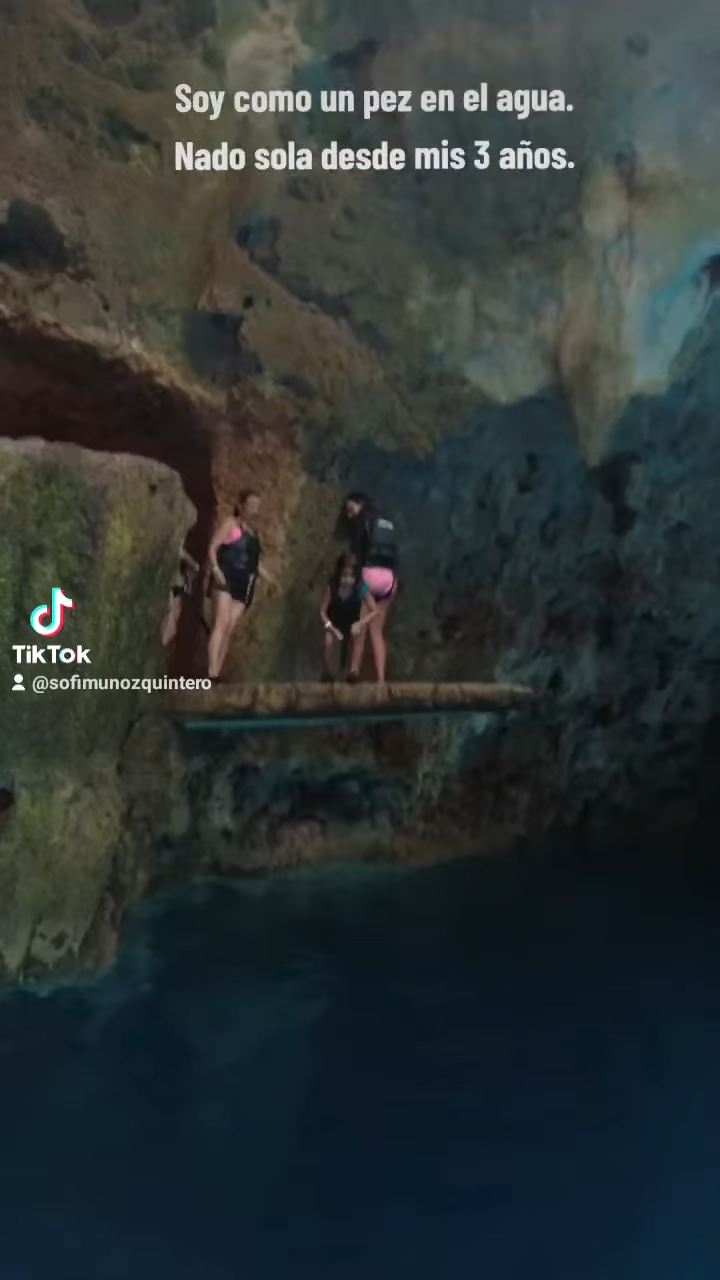 Soy como un pez en el agua.
Nado sola desde mis 3 años.
TikTok
@sofimunozquintero